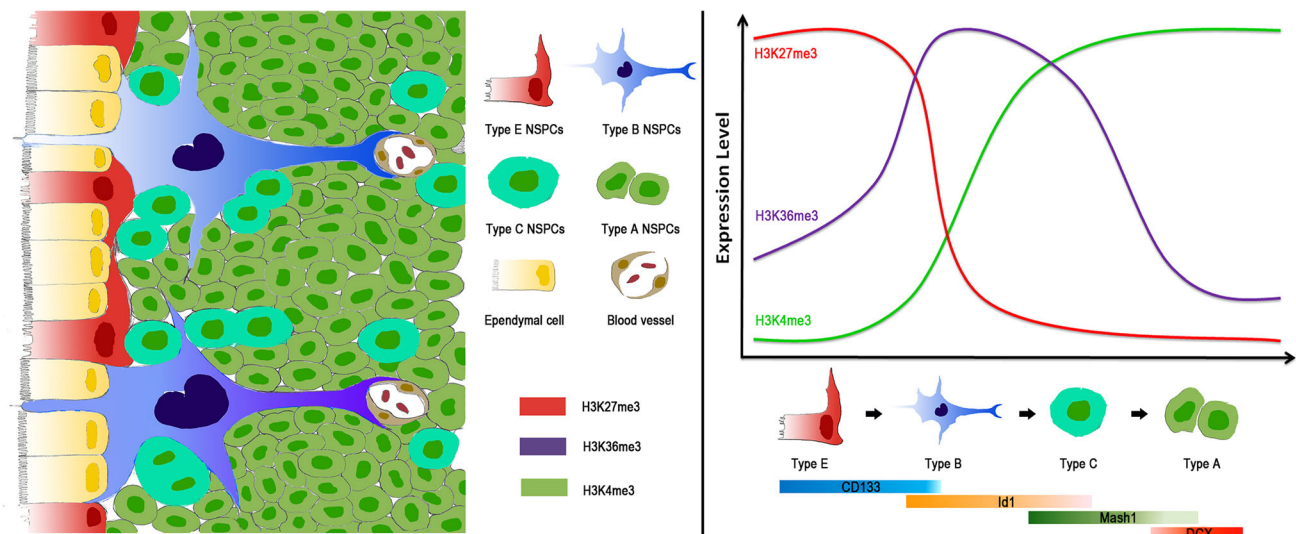 Type E NSPCs
Type B NSPCs
Type C NSPCs
Type A NSPCs
Ependymal cell
Blood vessel
H3K27me3
H3K36me3
H3K4me3
Expression Level
H3K27me3
H3K36me3
H3K4me3
Type E
Type B
Type C
Type A
CD133
Id1
Mash1
DCX